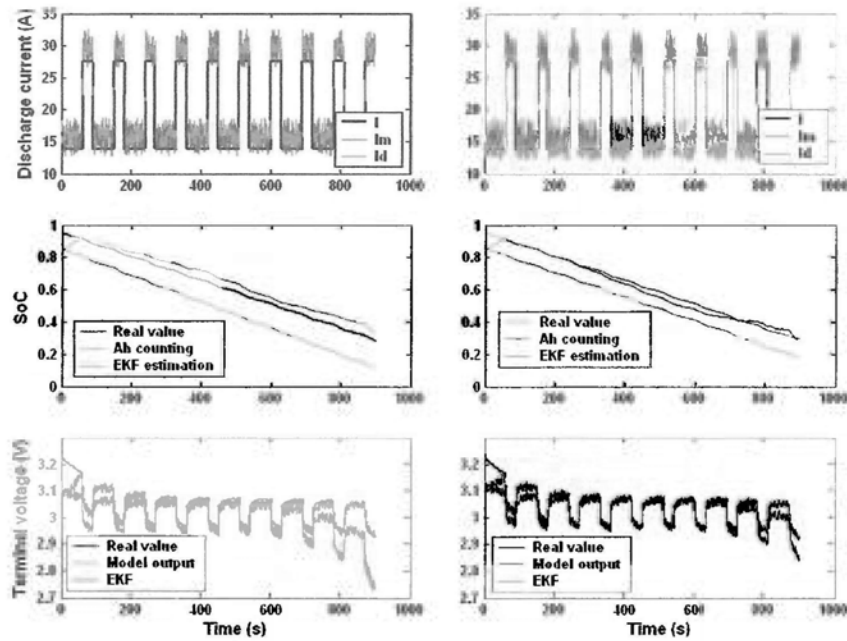 Discharge current (A)
35
30
25
20
15
10
I
Im
Id
0 200 400 600 800 1000
35
30
25
20
15
10
I
Im
Id
0 200 400 600 800 1000
SoC
1
0.8
0.6
0.4
0.2
0
Real value
Ah counting
EKF estimation
0 200 400 600 800 1000
1
0.8
0.6
0.4
0.2
0
Real value
Ah counting
EKF estimation
0 200 400 600 800 1000
Terminal voltage (V)
3.2
3.1
3
2.9
2.8
2.7
Real value
Model output
EKF
0 200 400 600 800 1000
Time (s)
3.2
3.1
3
2.9
2.8
2.7
Real value
Model output
EKF
0 200 400 600 800 1000
Time (s)